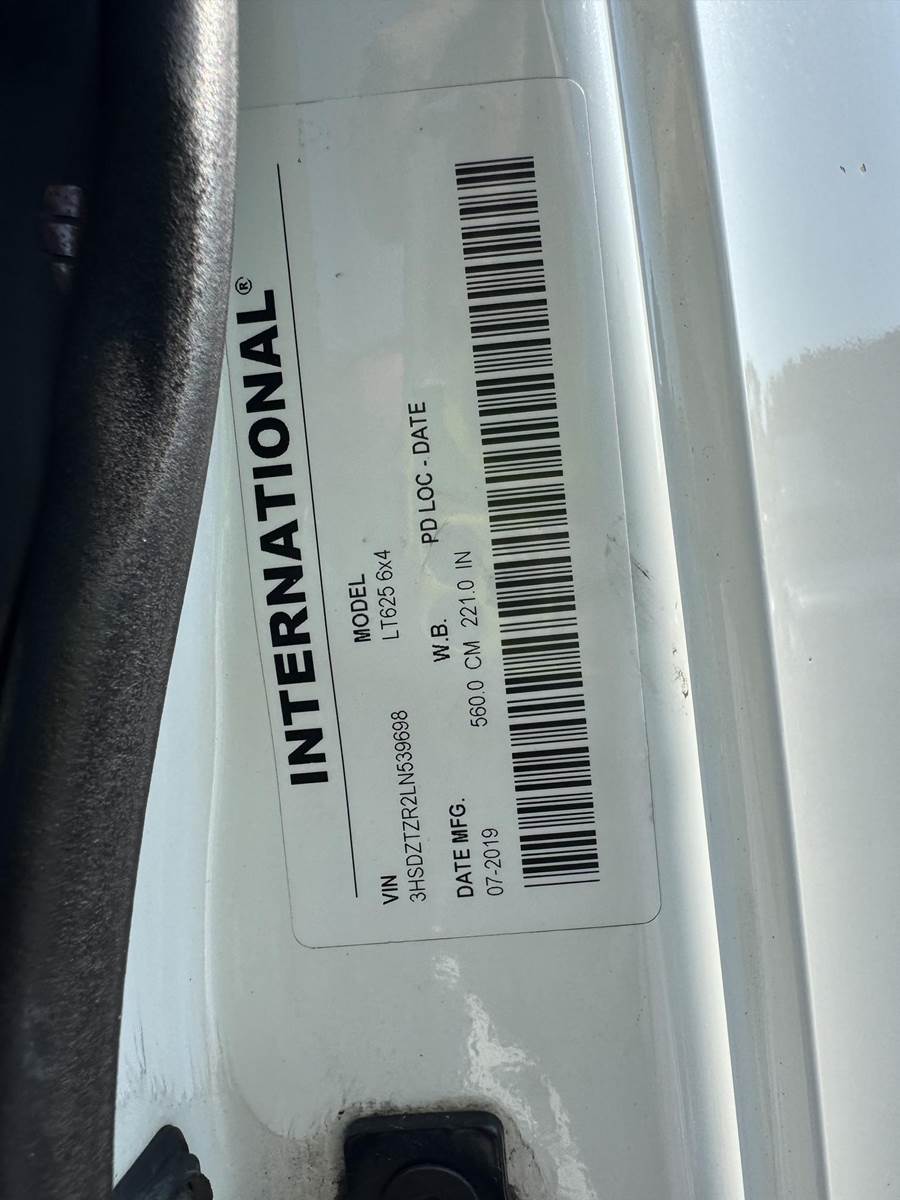 INTERNATIONAL®
VIN MODEL
3HSDZTZR2LN539698 LT625 6x4
DATE MFG. W.B. PD LOC - DATE
07-2019 560.0 CM 221.0 IN